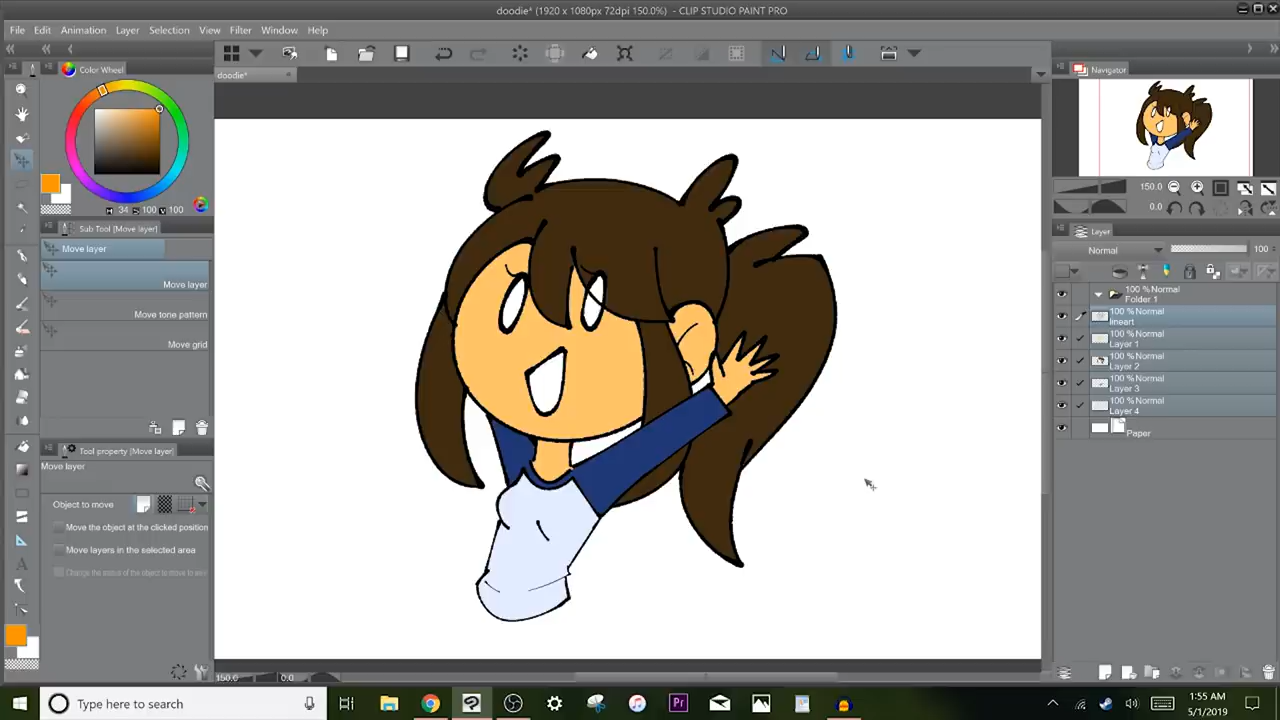 doodie* (1920 x 1080px 72dpi 150.0%) - CLIP STUDIO PAINT PRO
File Edit Animation Layer Selection View Filter Window Help
doodie*
Color Wheel
H 34 S 100 V 100
Sub Tool [Move layer]
Move layer
Move layer
Move tone pattern
Move grid
Tool property [Move layer]
Move layer
Object to move
Move the object at the clicked position
Move layers in the selected area
Change the status of the object to move to
150.0 0.0
Navigator
150.0
0.0
Layer
Normal 100
100 % Normal
Folder 1
100 % Normal
lineart
100 % Normal
Layer 1
100 % Normal
Layer 2
100 % Normal
Layer 3
100 % Normal
Layer 4
Paper
Type here to search
Pr
1:55 AM
5/1/2019